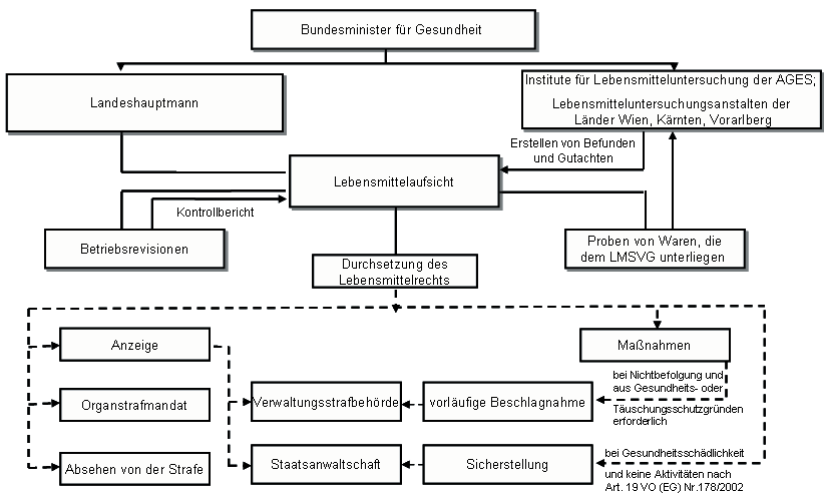 Bundesminister für Gesundheit
Landeshauptmann
Institute für Lebensmitteluntersuchung der AGES;
Lebensmitteluntersuchungsanstalten der
Länder Wien, Kärnten, Vorarlberg
Erstellen von Befunden
und Gutachten
Lebensmittelaufsicht
Kontrollbericht
Betriebsrevisionen
Proben von Waren, die
dem LMSVG unterliegen
Durchsetzung des
Lebensmittelrechts
Anzeige
Maßnahmen
bei Nichtbefolgung und
aus Gesundheits- oder
Täuschungsschutzgründen
erforderlich
Organstrafmandat
Verwaltungsstrafbehörde
vorläufige Beschlagnahme
Absehen von der Strafe
Staatsanwaltschaft
Sicherstellung
bei Gesundheitsschädlichkeit
und keine Aktivitäten nach
Art. 19 VO (EG) Nr.178/2002